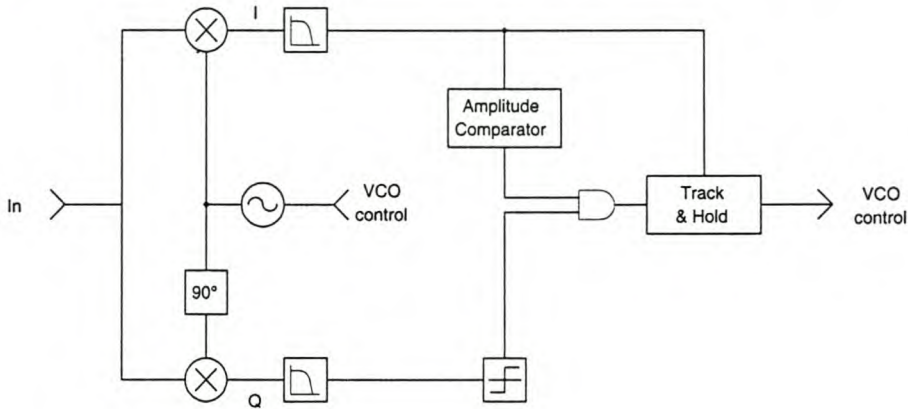 I
Amplitude
Comparator
In
VCO
control
Track
& Hold
VCO
control
90°
Q